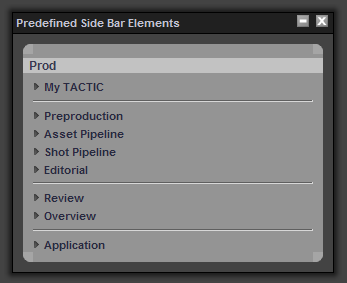 Predefined Side Bar Elements
Prod
My TACTIC
Preproduction
Asset Pipeline
Shot Pipeline
Editorial
Review
Overview
Application